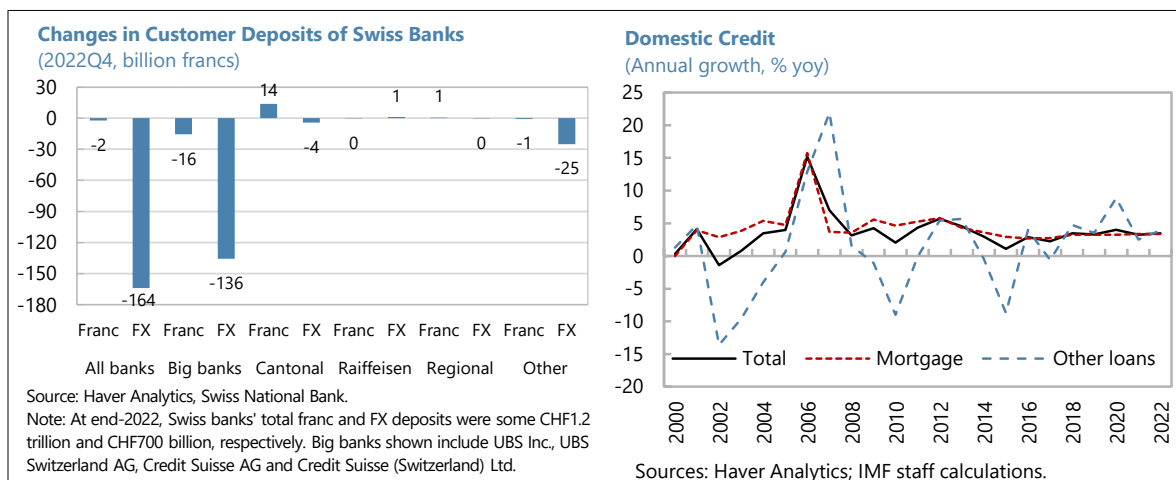 Changes in Customer Deposits of Swiss Banks
(2022Q4, billion francs)
30
0
-30
-60
-90
-120
-150
-180
-2
-164
-16
-136
14
-4
0
1
1
0
-1
-25
Franc FX Franc FX Franc FX Franc FX Franc FX Franc FX
All banks Big banks Cantonal Raiffeisen Regional Other
Source: Haver Analytics, Swiss National Bank.
Note: At end-2022, Swiss banks' total franc and FX deposits were some CHF1.2
trillion and CHF700 billion, respectively. Big banks shown include UBS Inc., UBS
Switzerland AG, Credit Suisse AG and Credit Suisse (Switzerland) Ltd.
Domestic Credit
(Annual growth, % yoy)
25
20
15
10
5
0
-5
-10
-15
-20
Total Mortgage Other loans
2000 2002 2004 2006 2008 2010 2012 2014 2016 2018 2020 2022
Sources: Haver Analytics; IMF staff calculations.